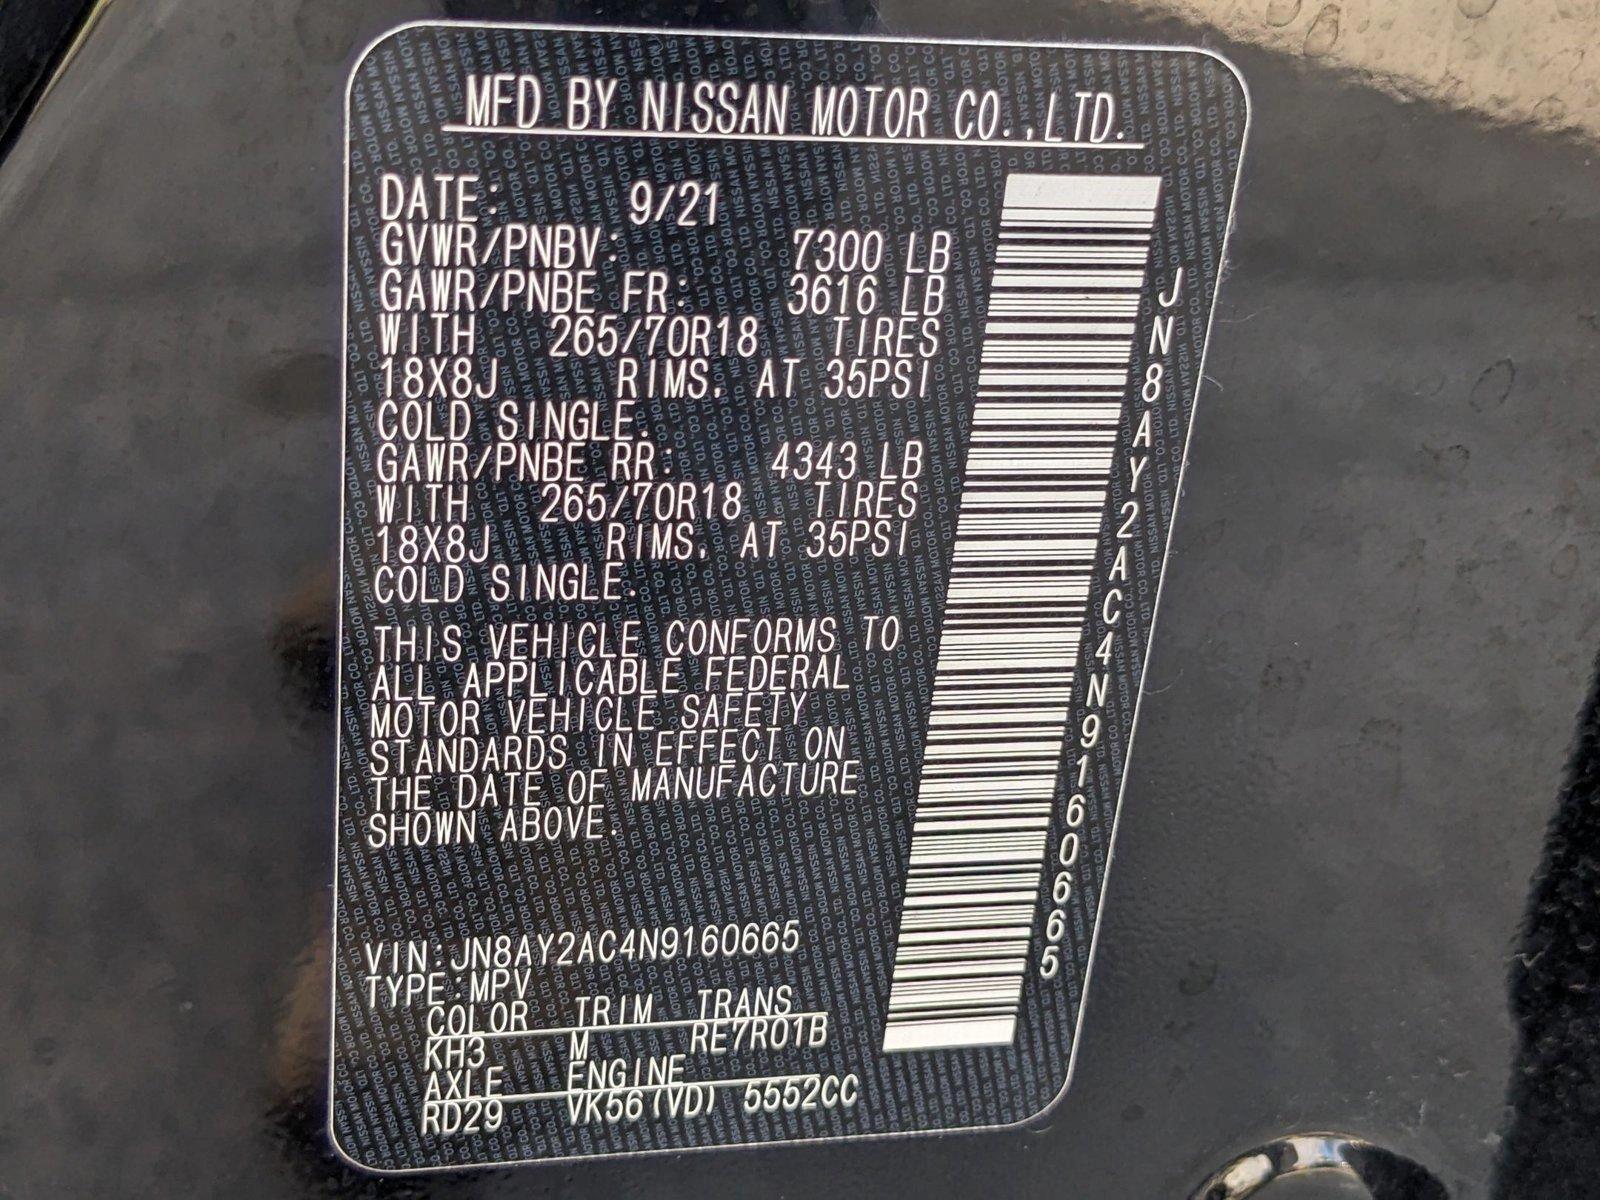 MFD BY NISSAN MOTOR CO.,LTD.
DATE: 9/21
GVWR/PNBV: 7300 LB
GAWR/PNBE FR: 3616 LB
WITH 265/70R18 TIRES
18X8J RIMS, AT 35PSI
COLD SINGLE.
GAWR/PNBE RR: 4343 LB
WITH 265/70R18 TIRES
18X8J RIMS, AT 35PSI
COLD SINGLE.
THIS VEHICLE CONFORMS TO
ALL APPLICABLE FEDERAL
MOTOR VEHICLE SAFETY
STANDARDS IN EFFECT ON
THE DATE OF MANUFACTURE
SHOWN ABOVE.
VIN:JN8AY2AC4N9160665
TYPE:MPV
COLOR TRIM TRANS
KH3 M RE7R01B
AXLE ENGINE
RD29 VK56(VD) 5552CC
JN8AY2AC4N9160665